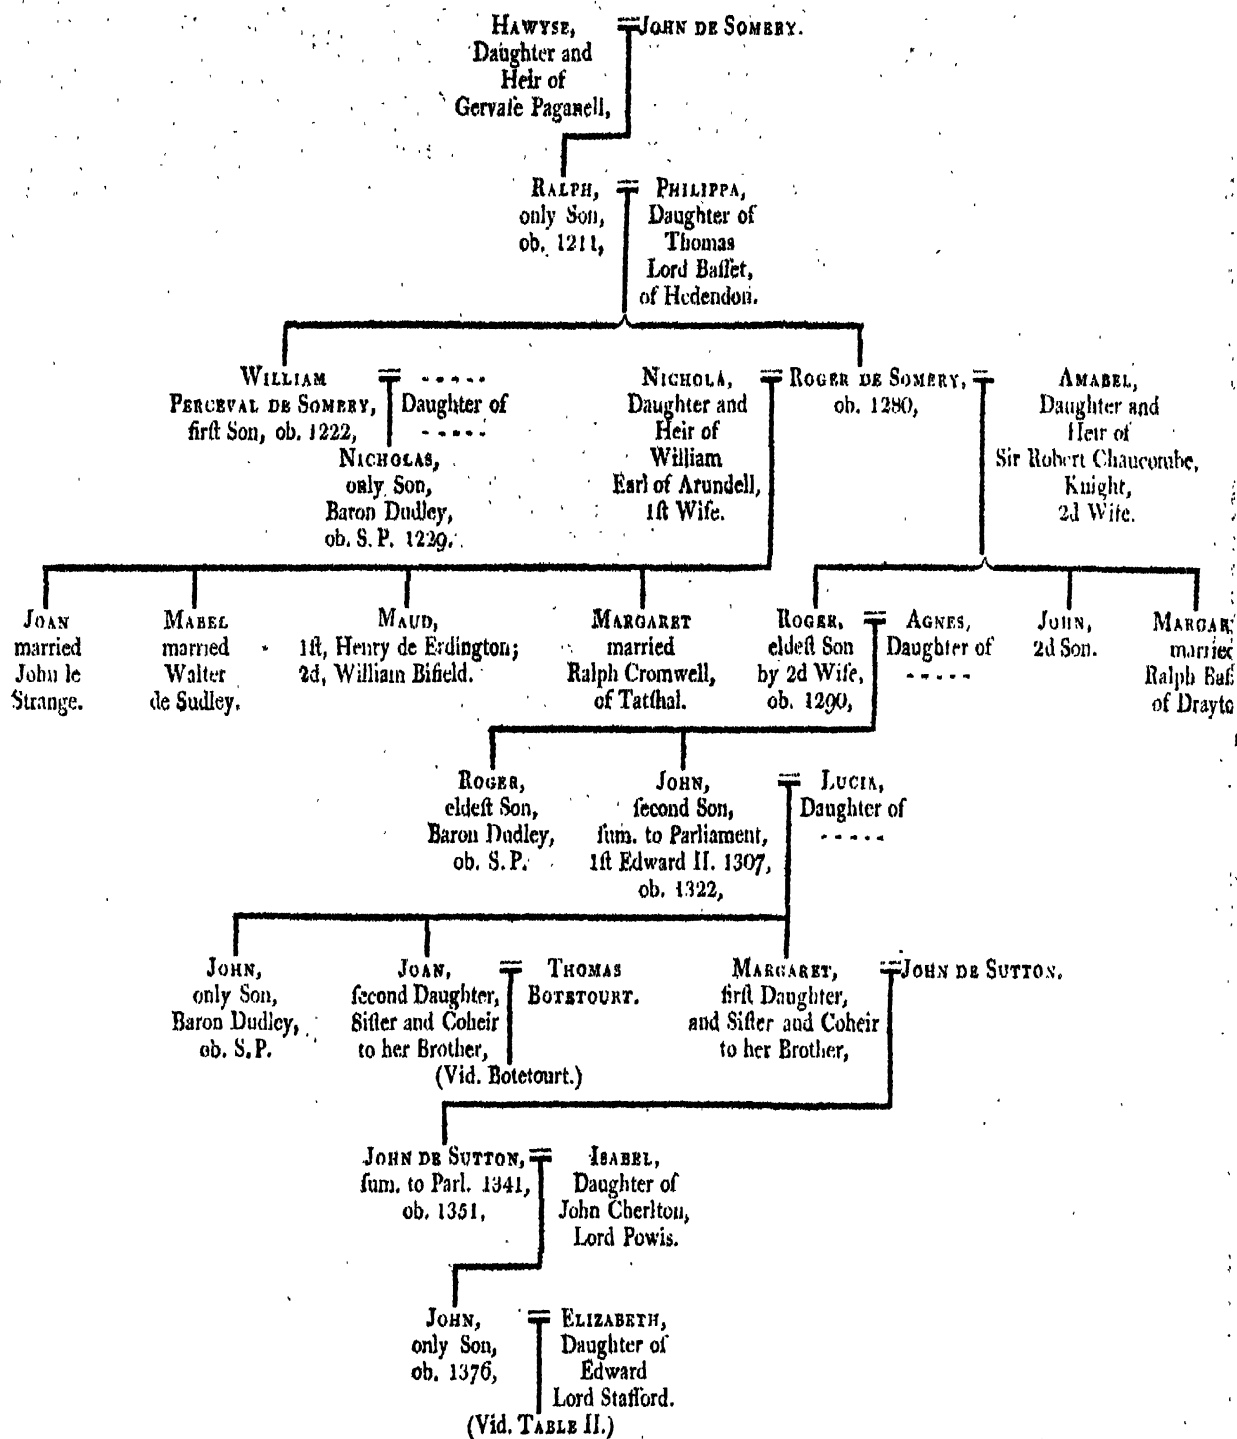 HAWYSE,
Daughter and
Heir of
Gervaſe Paganell,
JOHN DE SOMERY.
RALPH,
only Son,
ob. 1211,
PHILIPPA,
Daughter of
Thomas
Lord Baſſet,
of Hedendon.
WILLIAM
PERCEVAL DE SOMERY,
firſt Son, ob. 1222,
- - - - -
Daughter of
- - - - -
NICHOLAS,
only Son,
Baron Dudley,
ob. S. P. 1229.
NICHOLA,
Daughter and
Heir of
William
Earl of Arundell,
1ſt Wife.
ROGER DE SOMERY,
ob. 1280,
AMABEL,
Daughter and
Heir of
Sir Robert Chaucombe,
Knight,
2d Wife.
JOAN
married
John le
Strange.
MABEL
married
Walter
de Sudley.
MAUD,
1ſt, Henry de Erdington;
2d, William Bifield.
MARGARET
married
Ralph Cromwell,
of Tatſhal.
ROGER,
eldeſt Son
by 2d Wife,
ob. 1290,
AGNES,
Daughter of
- - - - -
JOHN,
2d Son.
MARGAR
married
Ralph Baſ
of Drayto
ROGER,
eldeſt Son,
Baron Dudley,
ob. S. P.
JOHN,
ſecond Son,
ſum. to Parliament,
1ſt Edward II. 1307,
ob. 1322,
LUCIA,
Daughter of
- - - - -
JOHN,
only Son,
Baron Dudley,
ob. S. P.
JOAN,
ſecond Daughter,
Siſter and Coheir
to her Brother,
THOMAS
BOTETOURT.
(Vid. Botetourt.)
MARGARET,
firſt Daughter,
and Siſter and Coheir
to her Brother,
JOHN DE SUTTON.
JOHN DE SUTTON,
ſum. to Parl. 1341,
ob. 1351,
ISABEL,
Daughter of
John Cherlton,
Lord Powis.
JOHN,
only Son,
ob. 1376,
ELIZABETH,
Daughter of
Edward
Lord Stafford.
(Vid. TABLE II.)